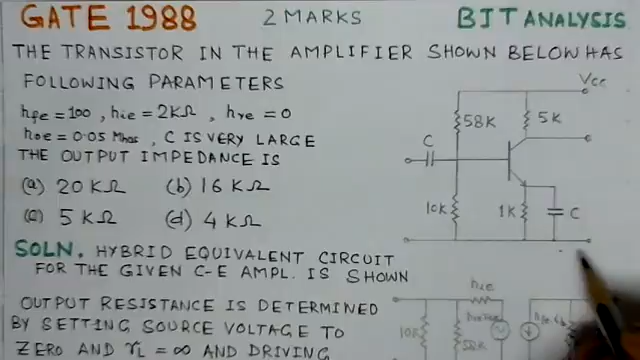 GATE 1988 2 MARKS BJT ANALYSIS
THE TRANSISTOR IN THE AMPLIFIER SHOWN BELOW HAS
FOLLOWING PARAMETERS
hfe = 100, hie = 2KΩ, hre = 0
hoe = 0.05 mhos, C IS VERY LARGE
THE OUTPUT IMPEDANCE IS
(a) 20 KΩ (b) 16 KΩ
(c) 5 KΩ (d) 4 KΩ
Vcc
58K
5K
C
10K
1K
C
SOLN. HYBRID EQUIVALENT CIRCUIT
FOR THE GIVEN C-E AMPL. IS SHOWN
OUTPUT RESISTANCE IS DETERMINED
BY SETTING SOURCE VOLTAGE TO
ZERO AND rL = ∞ AND DRIVING
hie
10K
58K